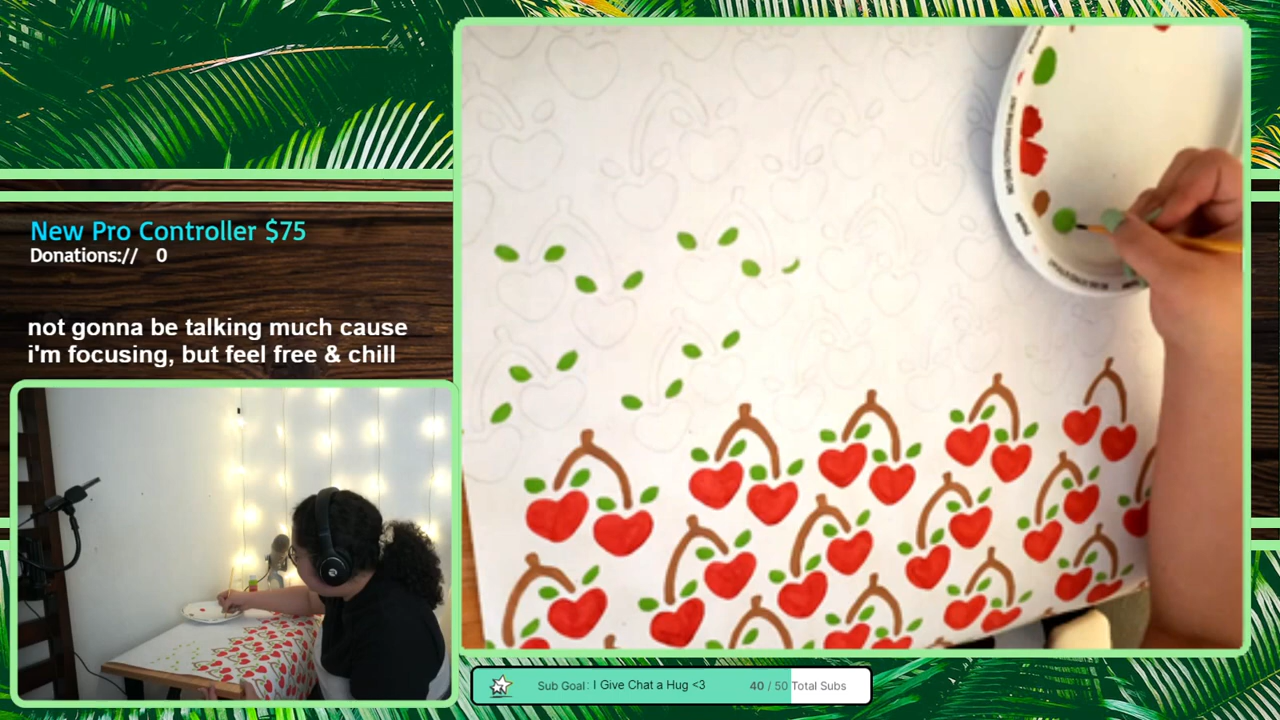 New Pro Controller $75
Donations:// 0
not gonna be talking much cause
i'm focusing, but feel free & chill
Sub Goal: I Give Chat a Hug <3 40 / 50 Total Subs